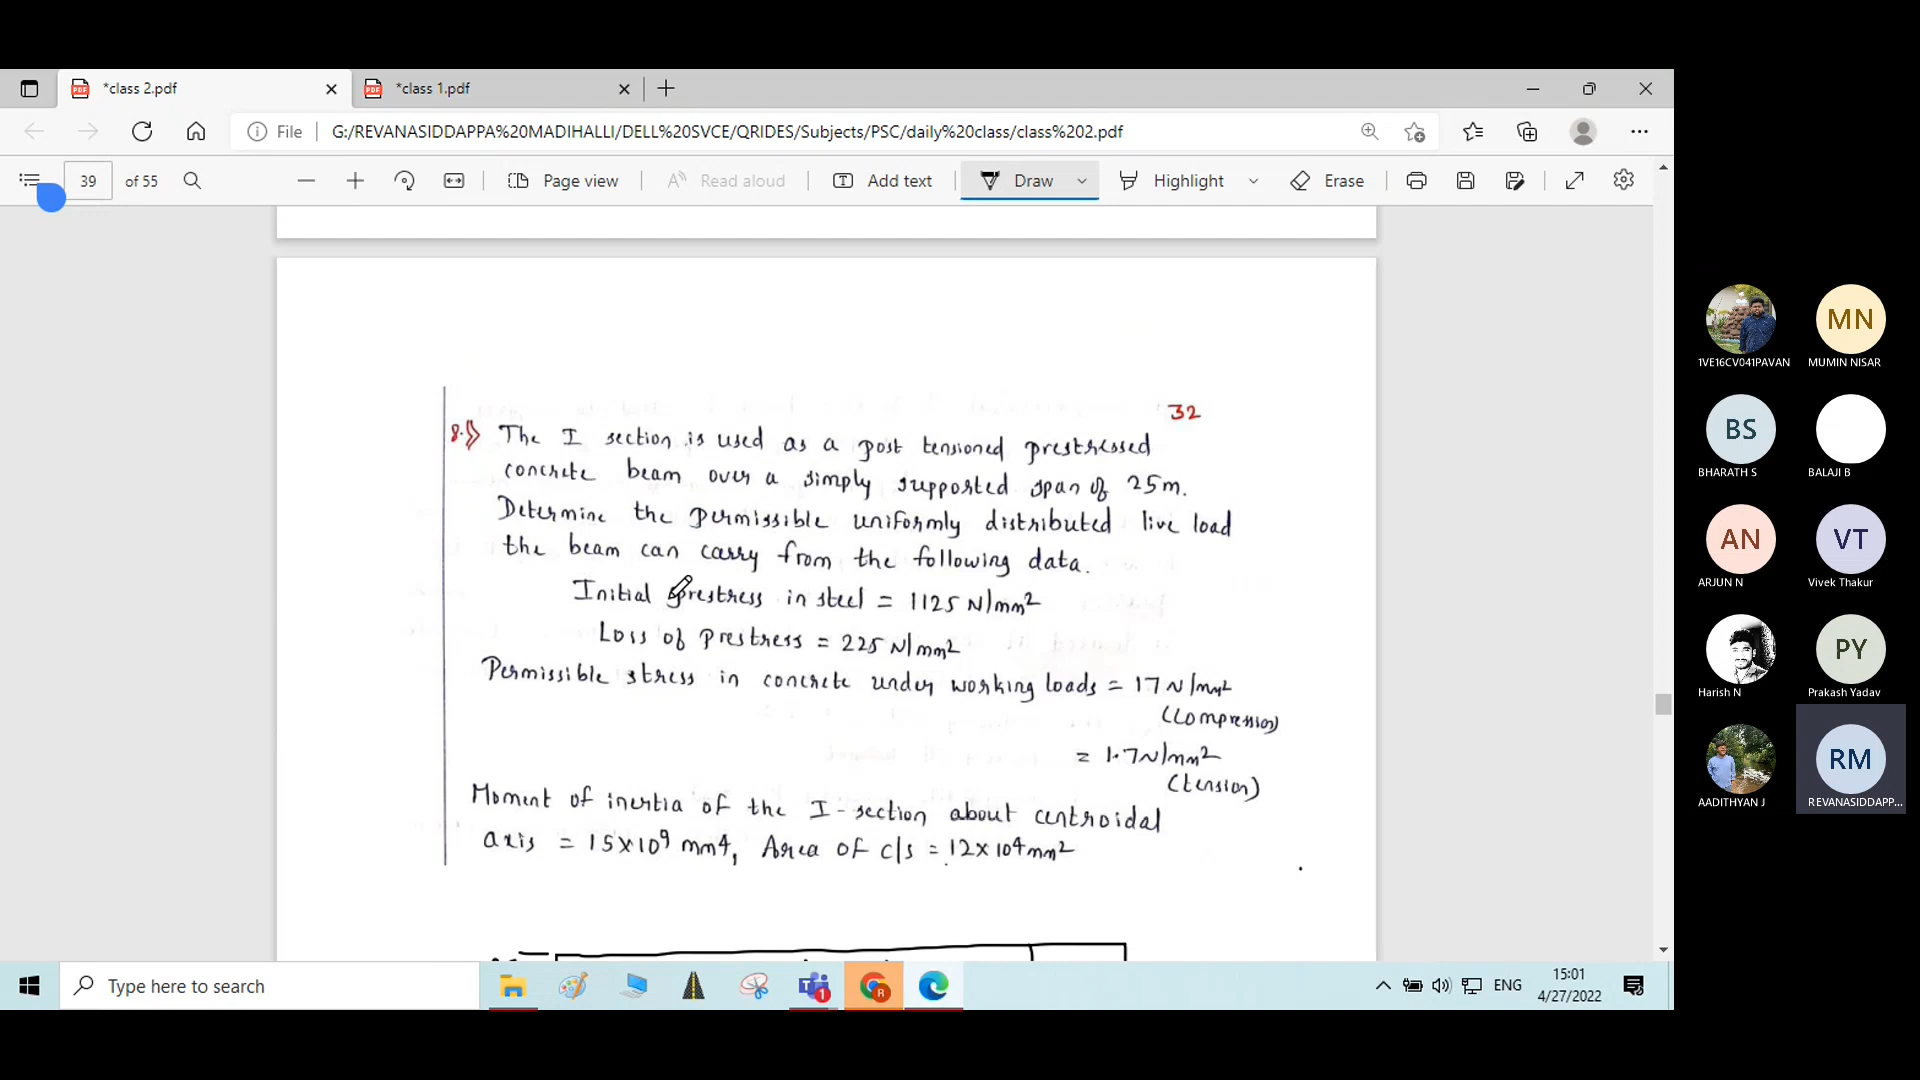 *class 2.pdf
*class 1.pdf
File
G:/REVANASIDDAPPA%20MADIHALLI/DELL%20SVCE/QRIDES/Subjects/PSC/daily%20class/class%202.pdf
39 of 55
Page view
Read aloud
Add text
Draw
Highlight
Erase
32
8.) The I section is used as a post tensioned prestressed
concrete beam over a simply supported span of 25m.
Determine the permissible uniformly distributed live load
the beam can carry from the following data.
Initial prestress in steel = 1125 N/mm2
Loss of prestress = 225 N/mm2
Permissible stress in concrete under working loads = 17 N/mm2
(compression)
= 1.7 N/mm2
(tension)
Moment of inertia of the I-section about centroidal
axis = 15x10⁹ mm4, Area of c/s = 12x10⁴ mm2
MN
1VE16CV041PAVAN
MUMIN NISAR
BS
BHARATH S
BALAJI B
AN
VT
ARJUN N
Vivek Thakur
PY
Harish N
Prakash Yadav
RM
AADITHYAN J
REVANASIDDAPP...
Type here to search
1
R
ENG
15:01
4/27/2022